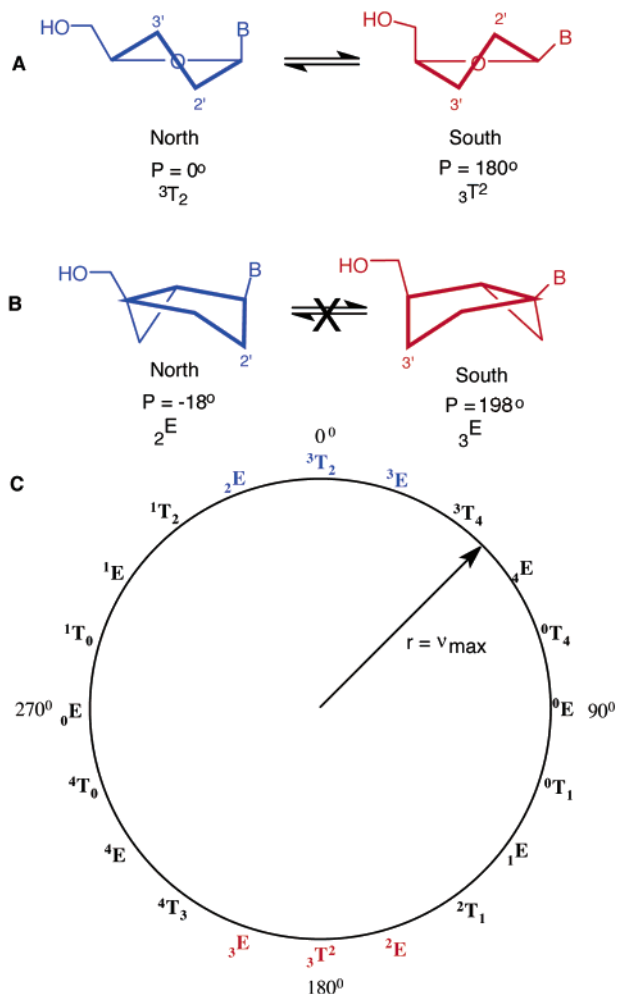 A
HO
3'
B
O
2'
HO
2'
B
O
3'
North
P = 0º
³T₂
South
P = 180º
₃T²
B
HO
B
2'
X
HO
B
3'
North
P = -18º
₂E
South
P = 198º
₃E
C
0⁰
³T₂
₂E
³E
¹T₂
³T₄
¹E
₄E
¹T₀
⁰T₄
r = νmax
270⁰
₀E
⁰E
90⁰
⁴T₀
⁰T₁
⁴E
₁E
⁴T₃
²T₁
₃E
₃T²
²E
180⁰